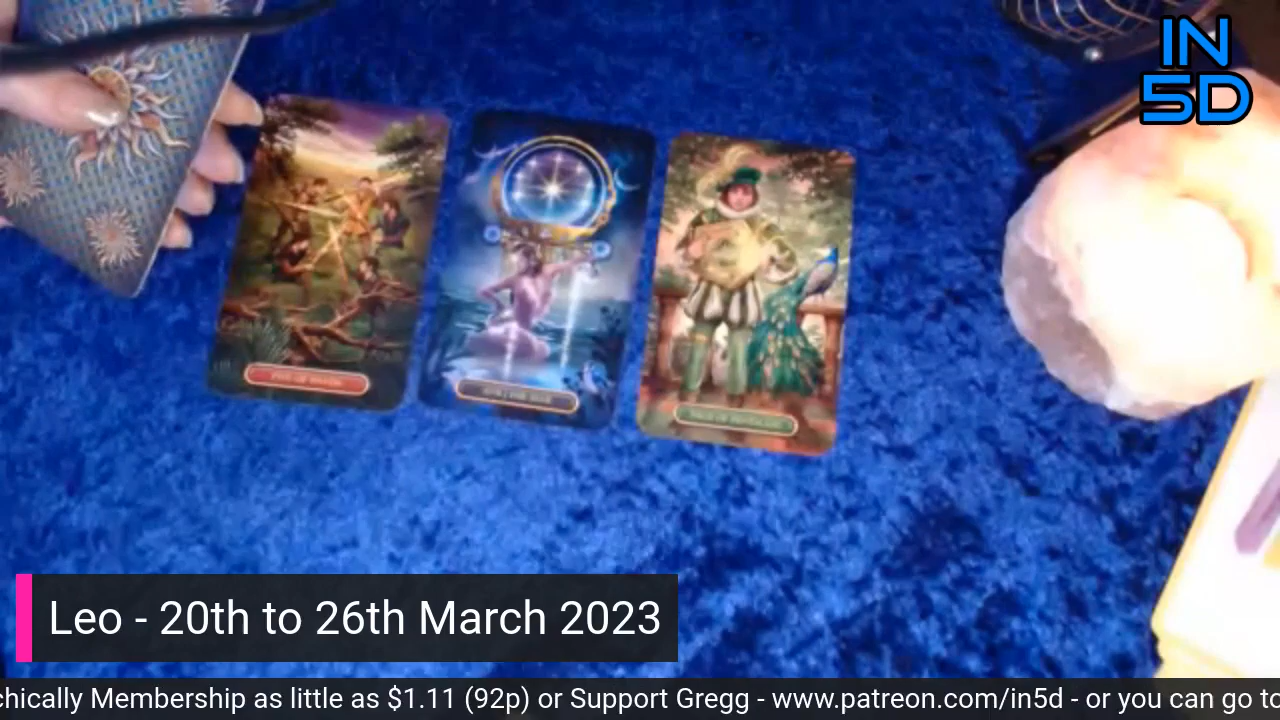 IN
5D
Leo - 20th to 26th March 2023
chically Membership as little as $1.11 (92p) or Support Gregg - www.patreon.com/in5d - or you can go to